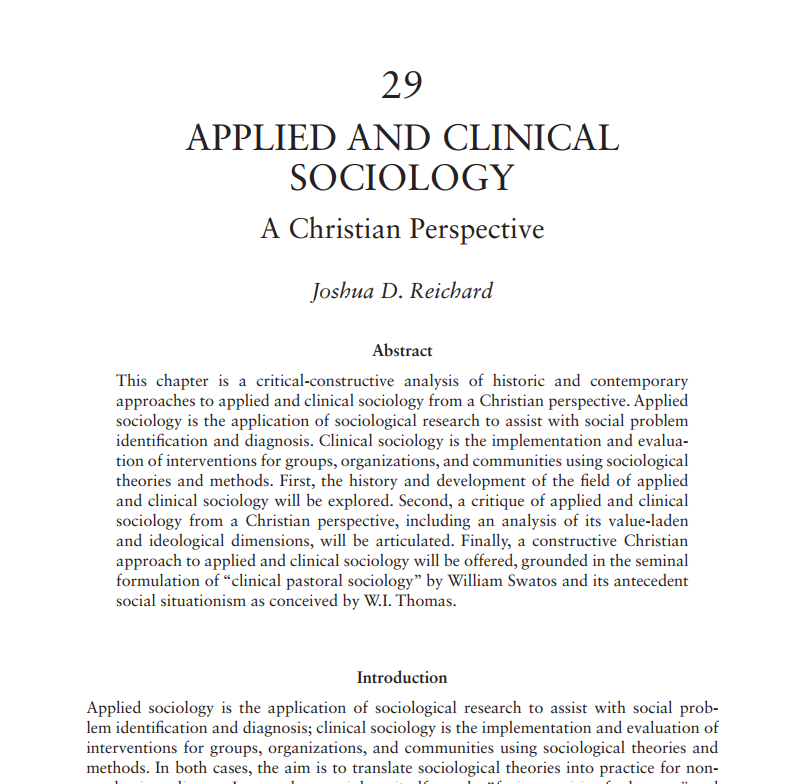 29
APPLIED AND CLINICAL
SOCIOLOGY
A Christian Perspective
Joshua D. Reichard
Abstract
This chapter is a critical-constructive analysis of historic and contemporary
approaches to applied and clinical sociology from a Christian perspective. Applied
sociology is the application of sociological research to assist with social problem
identification and diagnosis. Clinical sociology is the implementation and evalua-
tion of interventions for groups, organizations, and communities using sociological
theories and methods. First, the history and development of the field of applied
and clinical sociology will be explored. Second, a critique of applied and clinical
sociology from a Christian perspective, including an analysis of its value-laden
and ideological dimensions, will be articulated. Finally, a constructive Christian
approach to applied and clinical sociology will be offered, grounded in the seminal
formulation of “clinical pastoral sociology” by William Swatos and its antecedent
social situationism as conceived by W.I. Thomas.
Introduction
Applied sociology is the application of sociological research to assist with social prob-
lem identification and diagnosis; clinical sociology is the implementation and evaluation of
interventions for groups, organizations, and communities using sociological theories and
methods. In both cases, the aim is to translate sociological theories into practice for non-